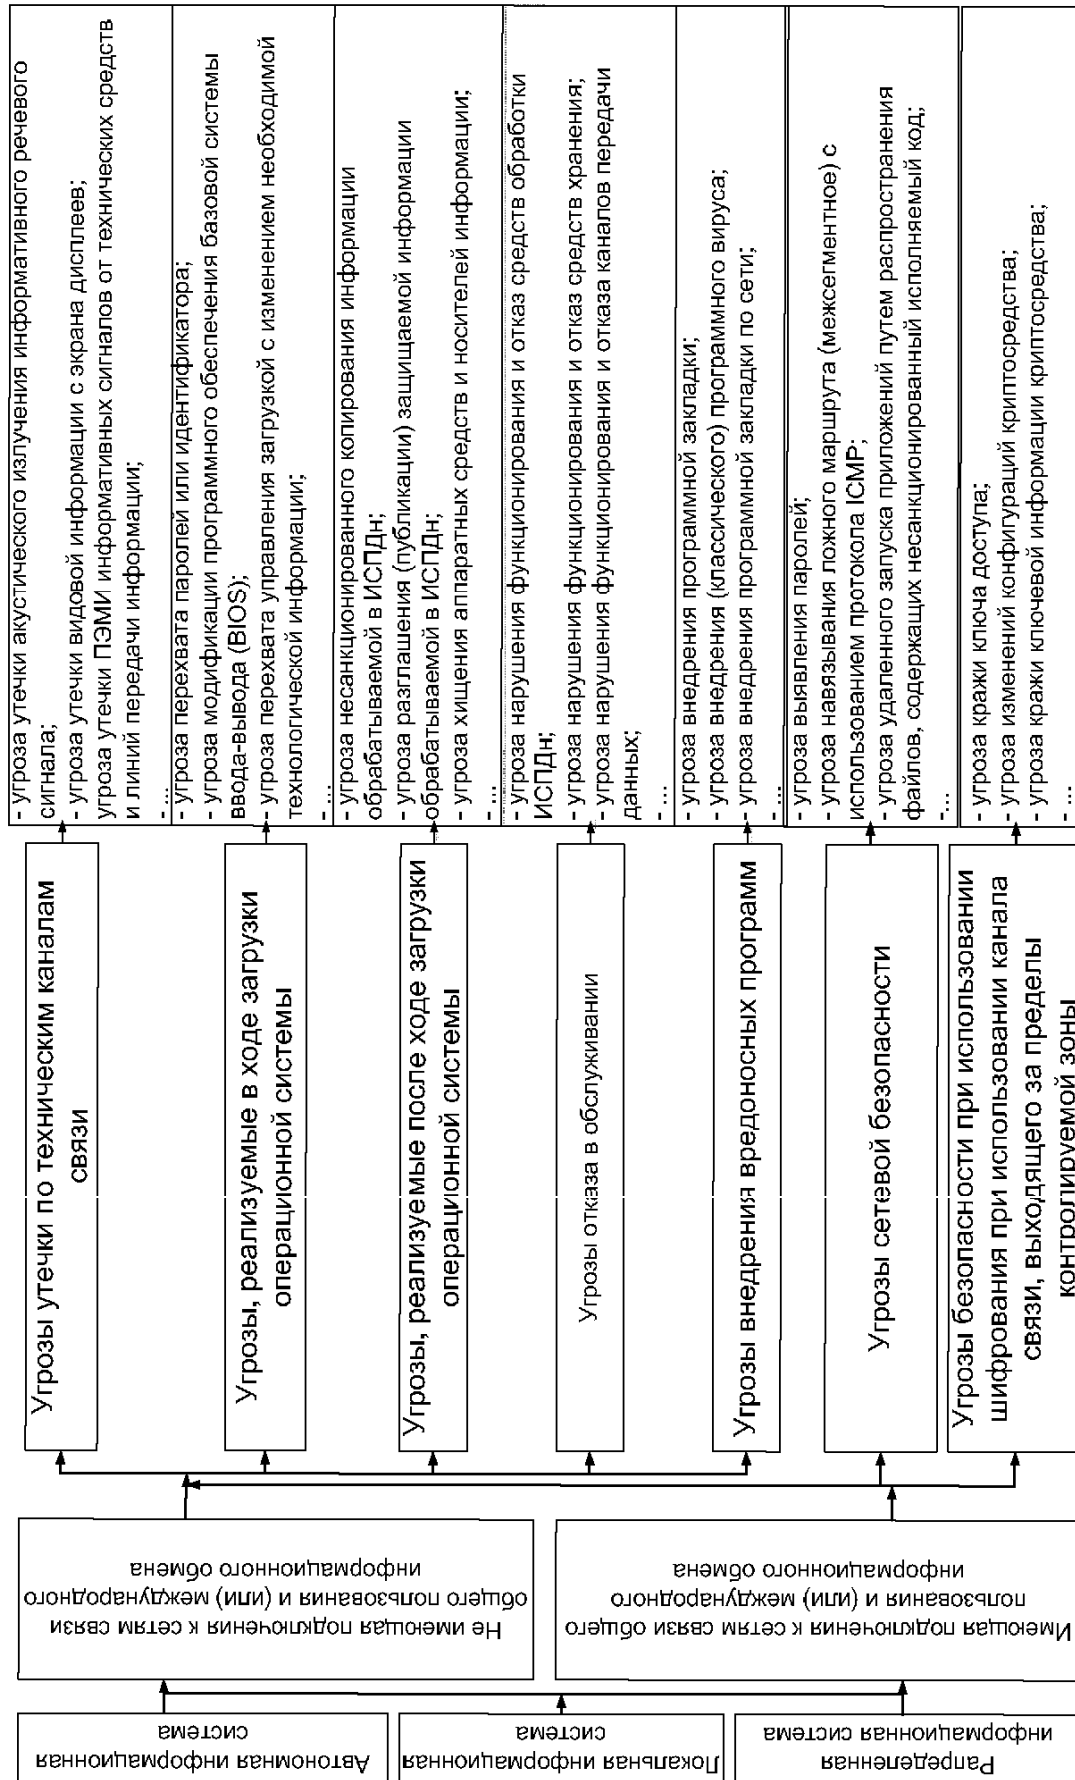 Автономная информационная
система
Локальная информационная
система
Рапределенная
информационная система
Не имеющая подключения к сетям связи
общего пользования и (или) международного
информационного обмена
Имеющая подключения к сетям связи общего
пользования и (или) международного
информационного обмена
Угрозы утечки по техническим каналам
связи
Угрозы, реализуемые в ходе загрузки
операционной системы
Угрозы, реализуемые после ходе загрузки
операционной системы
Угрозы отказа в обслуживании
Угрозы внедрения вредоносных программ
Угрозы сетевой безопасности
Угрозы безопасности при использовании
шифрования при использовании канала
связи, выходящего за пределы
контролируемой зоны
- угроза утечки акустического излучения информативного речевого
сигнала;
- угроза утечки видовой информации с экрана дисплеев;
угроза утечки ПЭМИ информативных сигналов от технических средств
и линий передачи информации;
...
- угроза перехвата паролей или идентификатора;
- угроза модификации программного обеспечения базовой системы
ввода-вывода (BIOS);
- угроза перехвата управления загрузкой с изменением необходимой
технологической информации;
...
- угроза несанкционированного копирования информации
обрабатываемой в ИСПДн;
- угроза разглашения (публикации) защищаемой информации
обрабатываемой в ИСПДн;
- угроза хищения аппаратных средств и носителей информации;
...
- угроза нарушения функционирования и отказ средств обработки
ИСПДн;
- угроза нарушения функционирования и отказ средств хранения;
- угроза нарушения функционирования и отказа каналов передачи
данных;
...
- угроза внедрения программной закладки;
- угроза внедрения (классического) программного вируса;
- угроза внедрения программной закладки по сети;
...
- угроза выявления паролей;
- угроза навязывания ложного маршрута (межсегментное) с
использованием протокола ICMP;
- угроза удаленного запуска приложений путем распространения
файлов, содержащих несанкционированный исполняемый код;
...
- угроза кражи ключа доступа;
- угроза изменений конфигураций криптосредства;
- угроза кражи ключевой информации криптосредства;
...